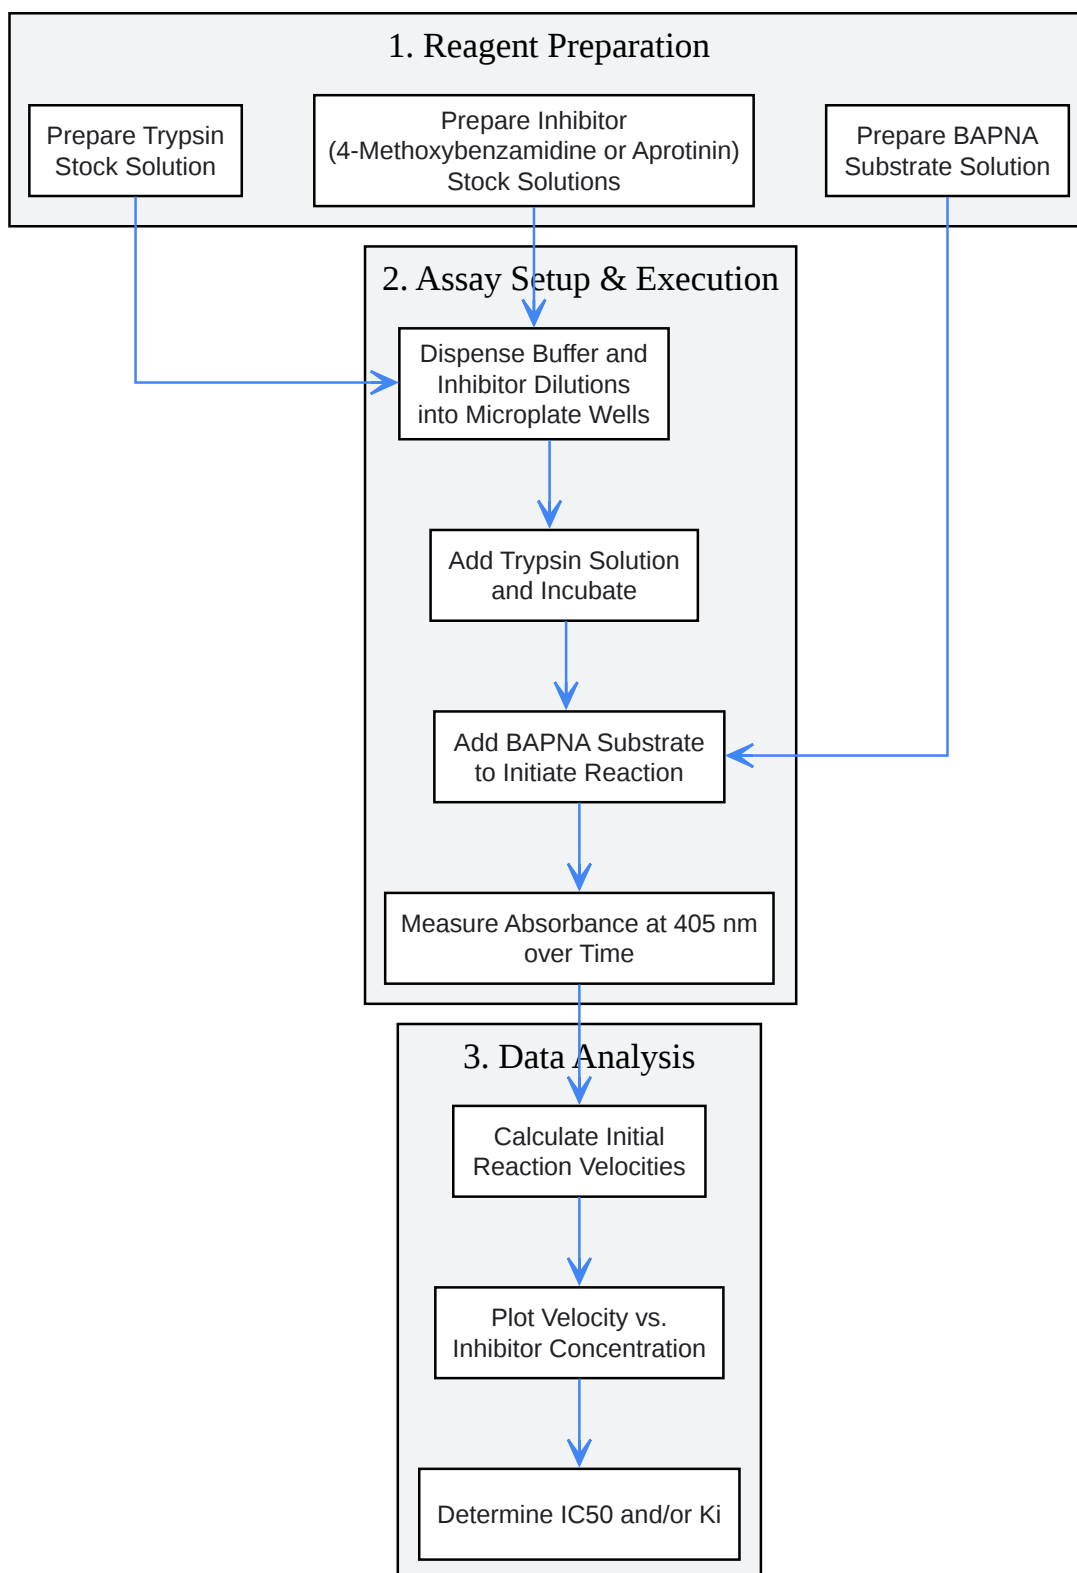 1. Reagent Preparation
Prepare Trypsin
Stock Solution
Prepare Inhibitor
(4-Methoxybenzamidine or Aprotinin)
Stock Solutions
Prepare BAPNA
Substrate Solution
2. Assay Setup & Execution
Dispense Buffer and
Inhibitor Dilutions
into Microplate Wells
Add Trypsin Solution
and Incubate
Add BAPNA Substrate
to Initiate Reaction
Measure Absorbance at 405 nm
over Time
3. Data Analysis
Calculate Initial
Reaction Velocities
Plot Velocity vs.
Inhibitor Concentration
Determine IC50 and/or Ki